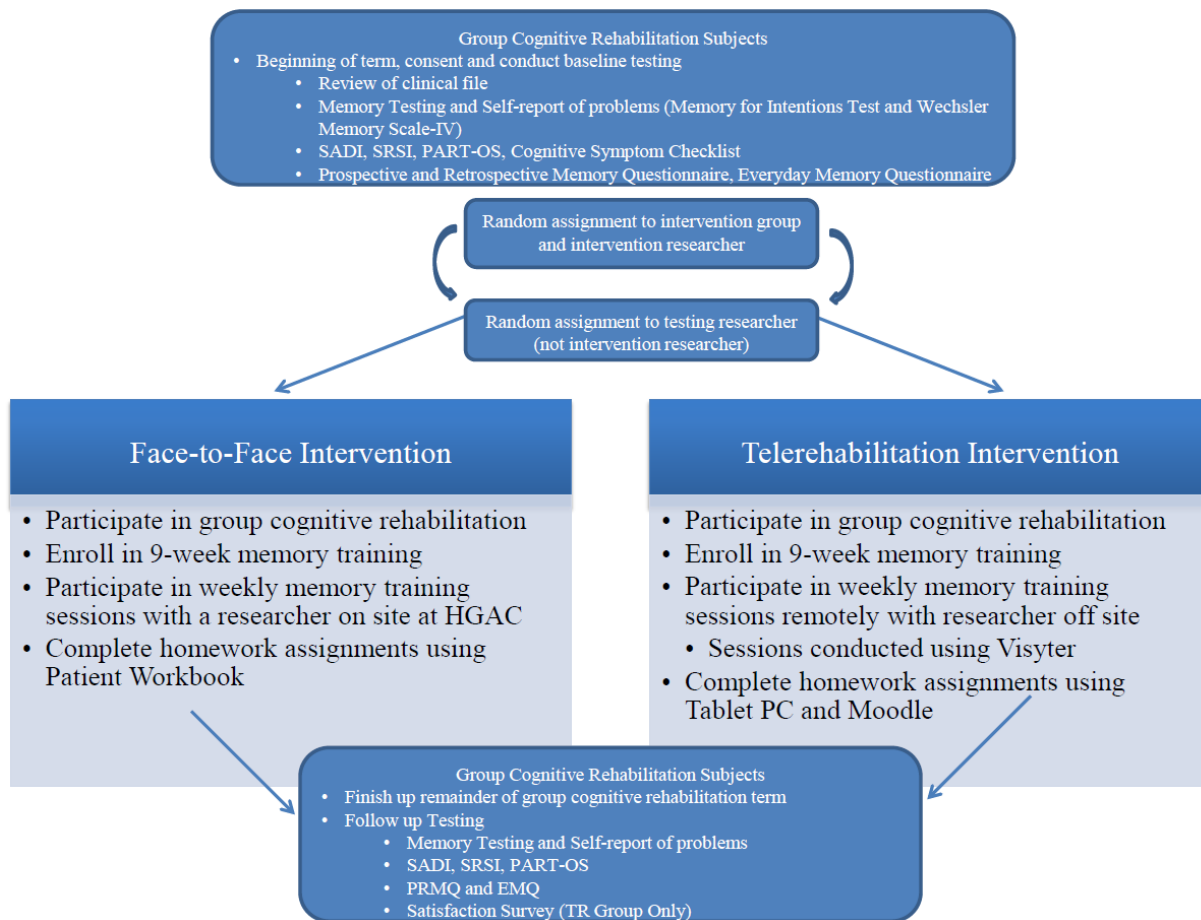 Group Cognitive Rehabilitation Subjects
• Beginning of term, consent and conduct baseline testing
• Review of clinical file
• Memory Testing and Self-report of problems (Memory for Intentions Test and Wechsler
Memory Scale-IV)
• SADI, SRSI, PART-OS, Cognitive Symptom Checklist
• Prospective and Retrospective Memory Questionnaire, Everyday Memory Questionnaire
Random assignment to intervention group
and intervention researcher
Random assignment to testing researcher
(not intervention researcher)
Face-to-Face Intervention
• Participate in group cognitive rehabilitation
• Enroll in 9-week memory training
• Participate in weekly memory training
sessions with a researcher on site at HGAC
• Complete homework assignments using
Patient Workbook
Telerehabilitation Intervention
• Participate in group cognitive rehabilitation
• Enroll in 9-week memory training
• Participate in weekly memory training
sessions remotely with researcher off site
• Sessions conducted using Visyter
• Complete homework assignments using
Tablet PC and Moodle
Group Cognitive Rehabilitation Subjects
• Finish up remainder of group cognitive rehabilitation term
• Follow up Testing
• Memory Testing and Self-report of problems
• SADI, SRSI, PART-OS
• PRMQ and EMQ
• Satisfaction Survey (TR Group Only)